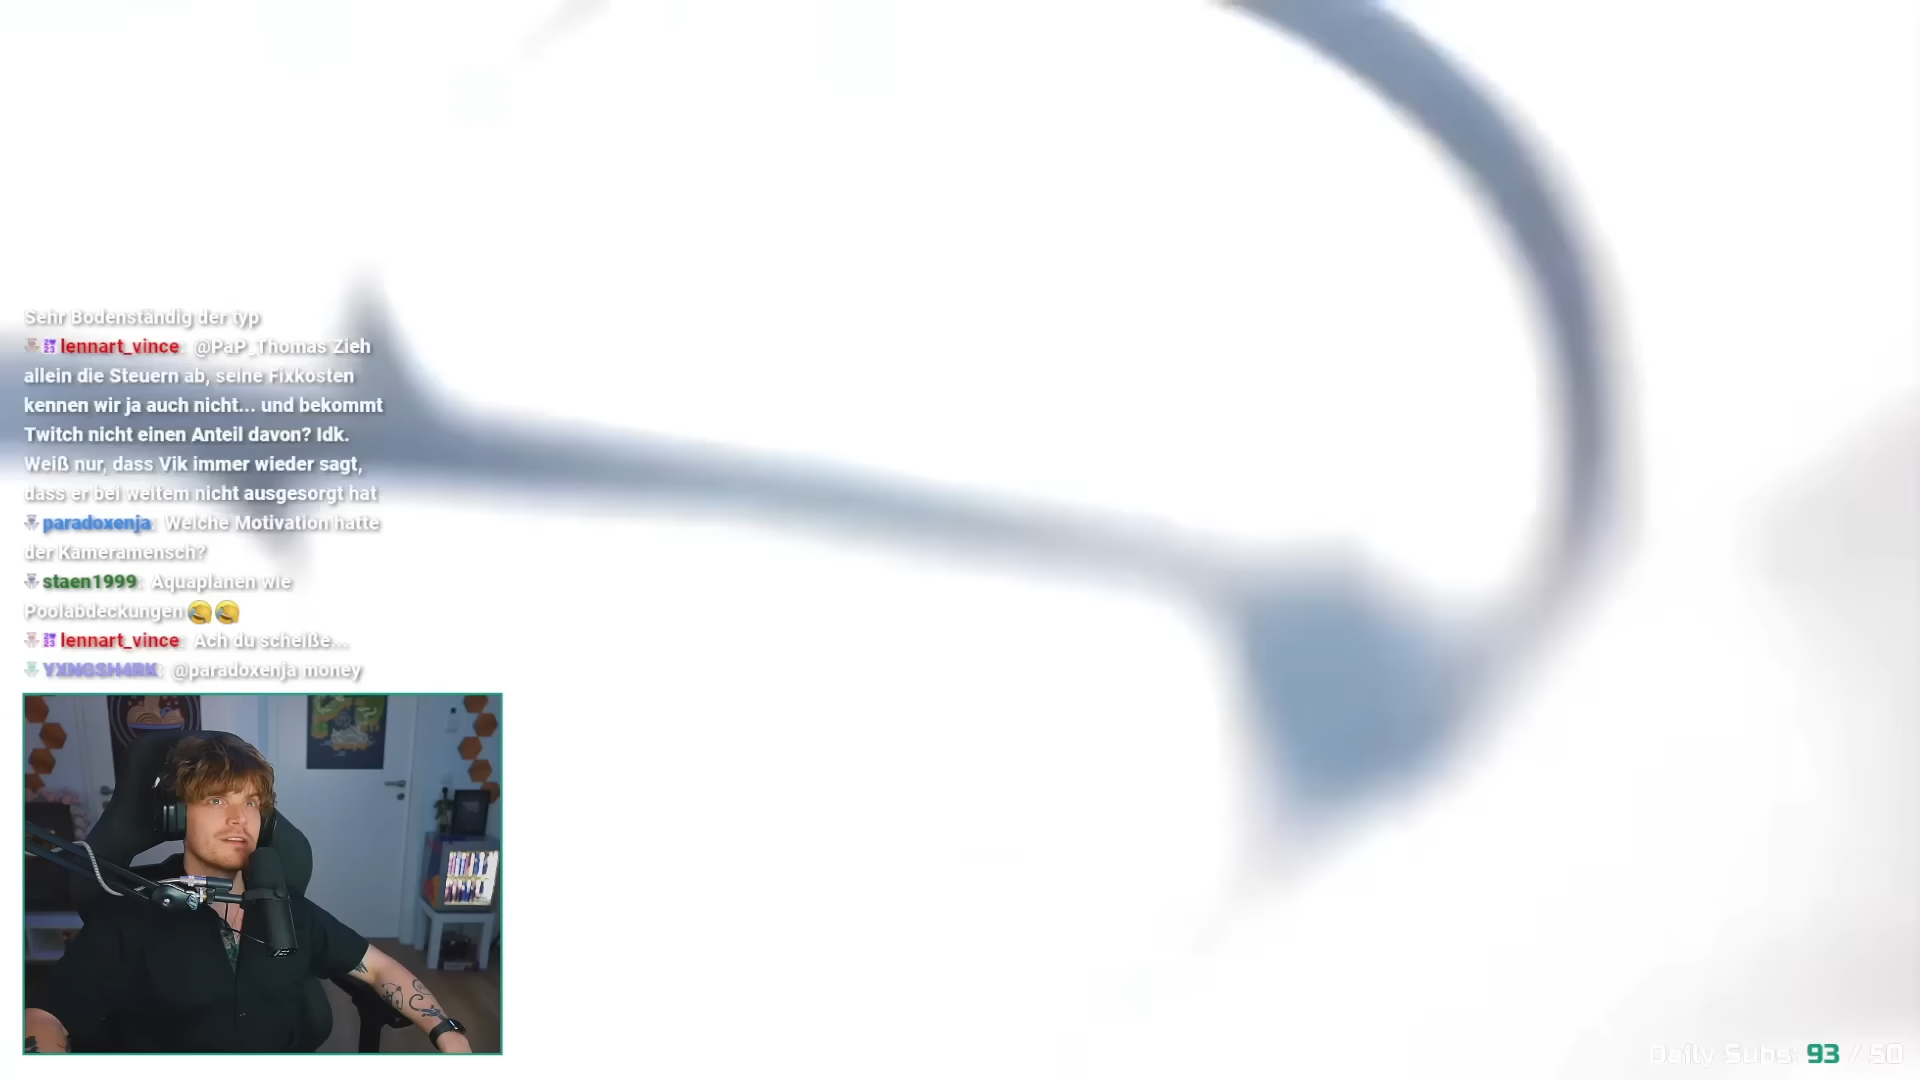 Sehr Bodenständig der typ
lennart_vince: @PaP_Thomas Zieh
allein die Steuern ab, seine Fixkosten
kennen wir ja auch nicht... und bekommt
Twitch nicht einen Anteil davon? Idk.
Weiß nur, dass Vik immer wieder sagt,
dass er bei weitem nicht ausgesorgt hat
paradoxenja: Welche Motivation hatte
der Kameramensch?
staen1999: Aquaplanen wie
Poolabdeckungen
lennart_vince: Ach du scheiße...
YXNGSH4RK: @paradoxenja money
Daily Subs: 93 / 50